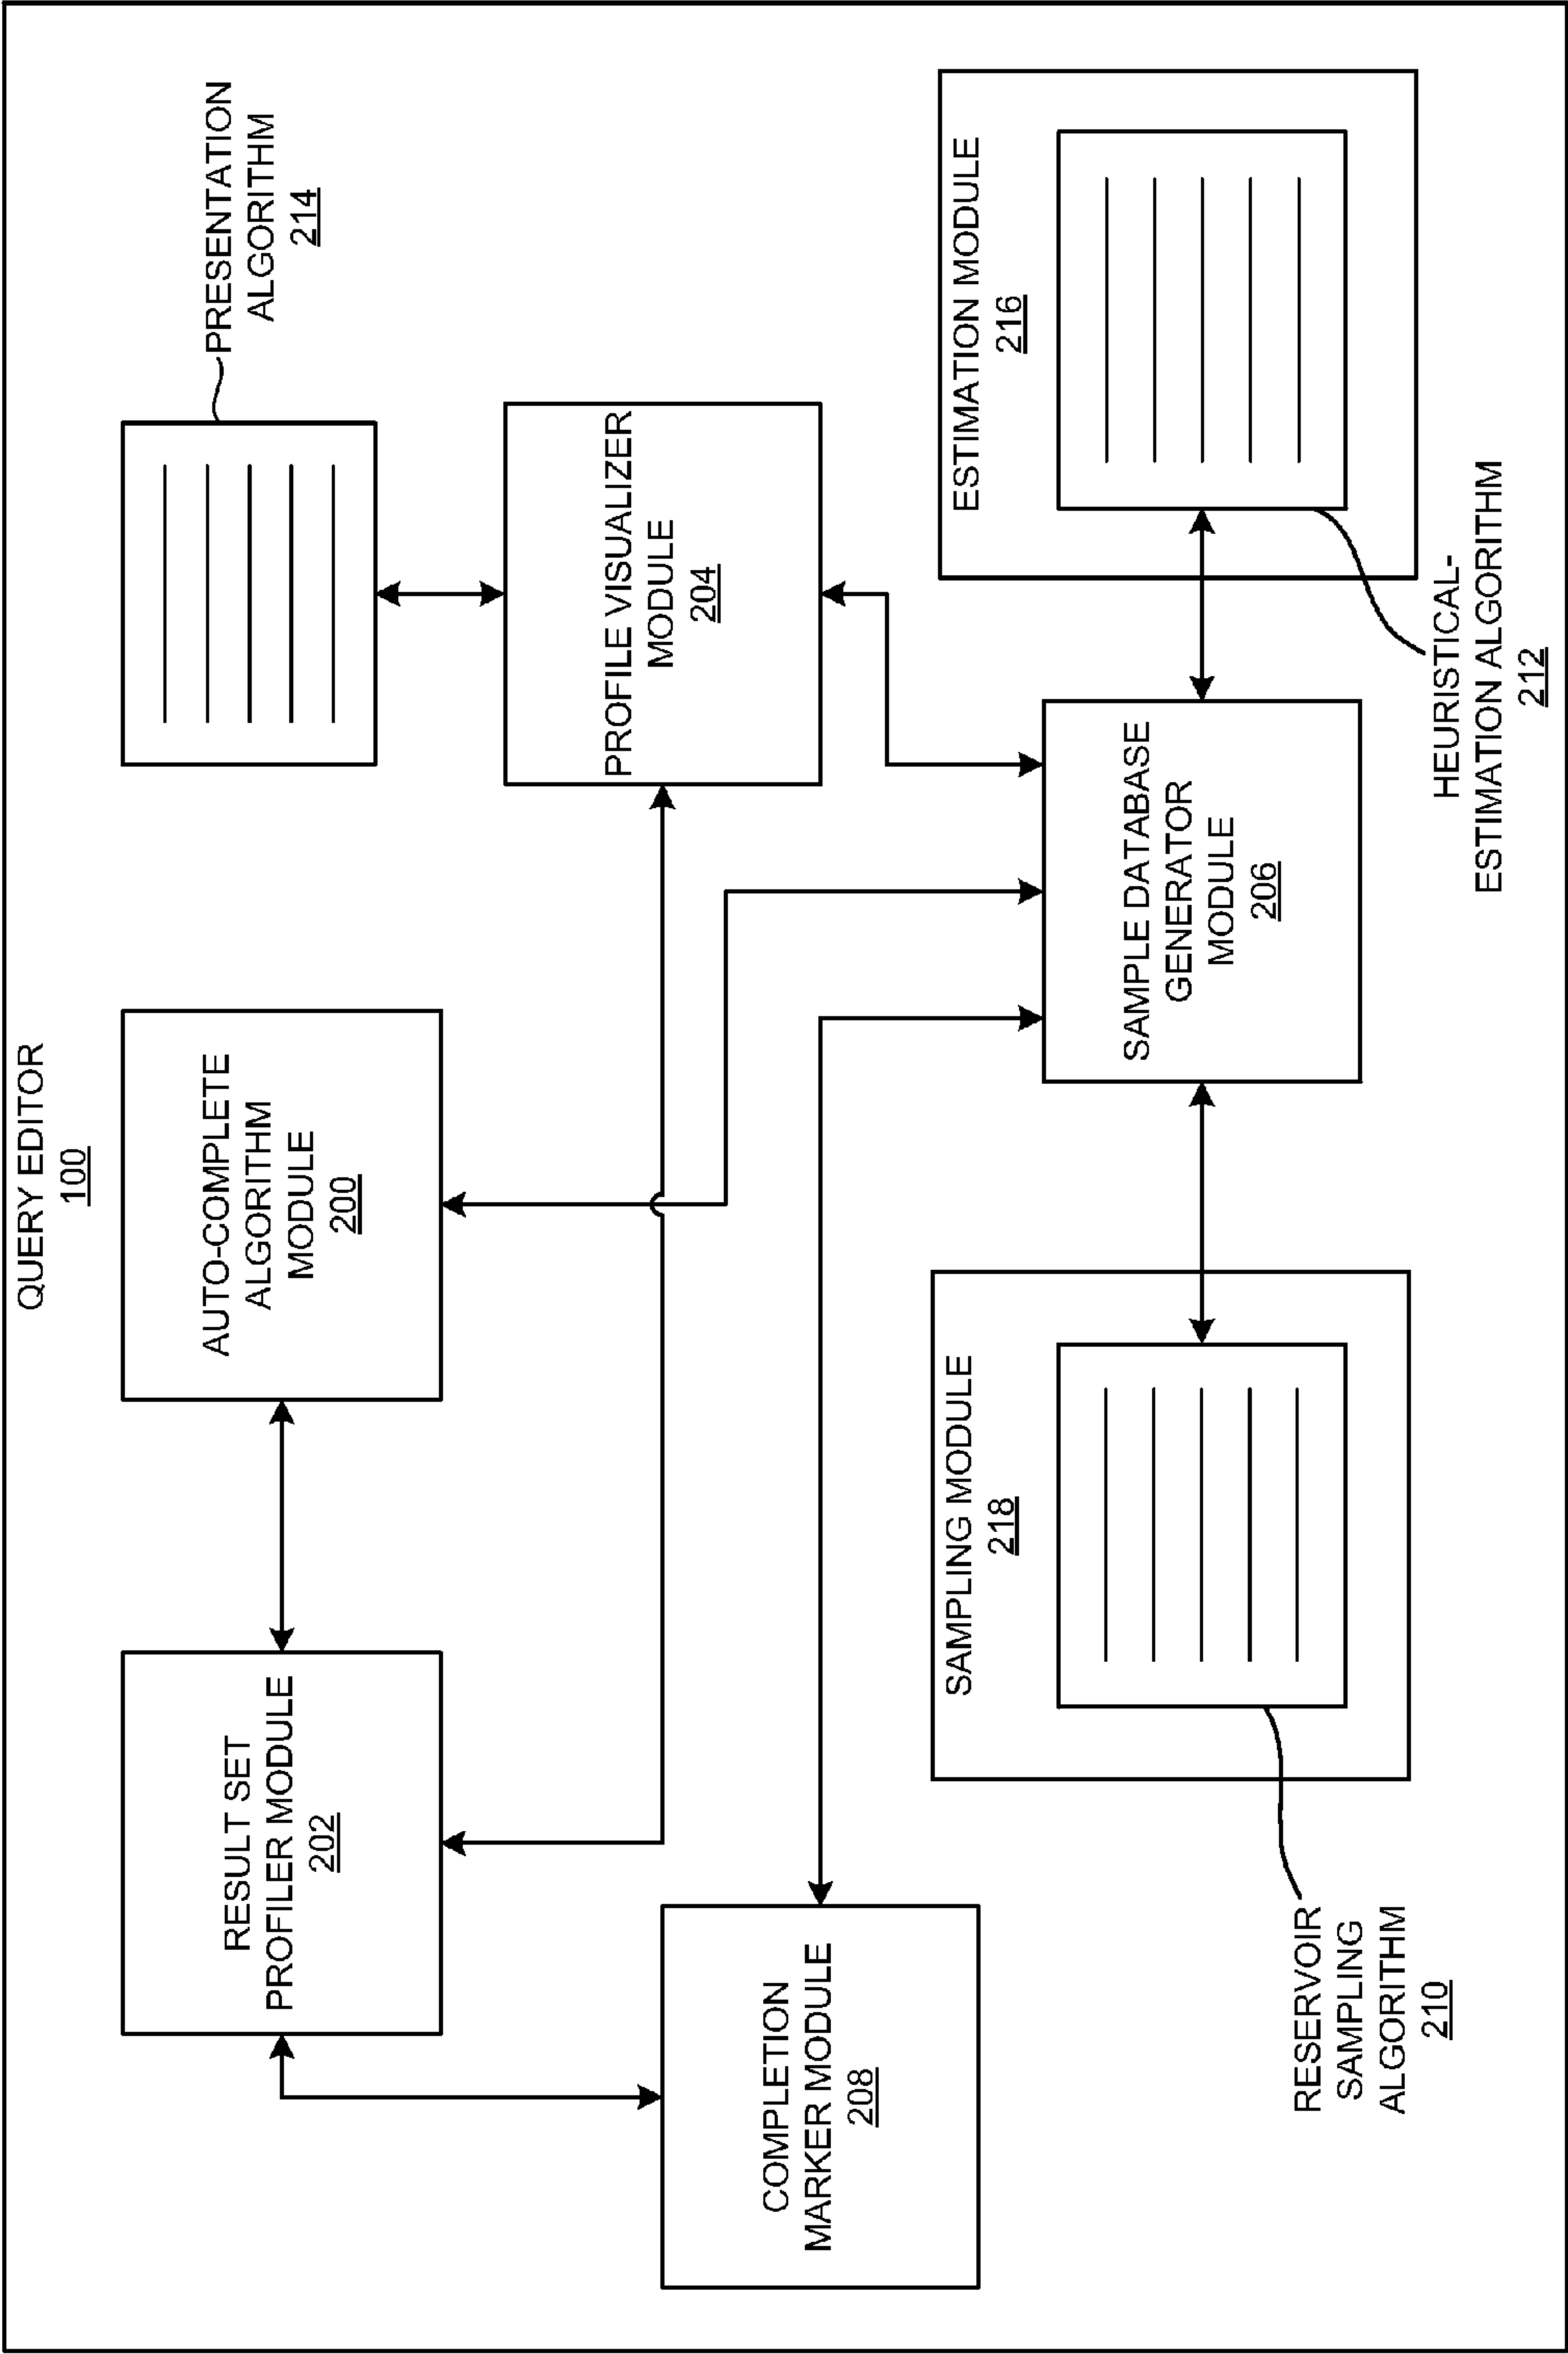 QUERY EDITOR
100
RESULT SET
PROFILER MODULE
202
AUTO-COMPLETE
ALGORITHM
MODULE
200
PRESENTATION
ALGORITHM
214
COMPLETION
MARKER MODULE
208
PROFILE VISUALIZER
MODULE
204
SAMPLING MODULE
218
SAMPLE DATABASE
GENERATOR
MODULE
206
ESTIMATION MODULE
216
RESERVOIR
SAMPLING
ALGORITHM
210
HEURISTICAL-
ESTIMATION ALGORITHM
212